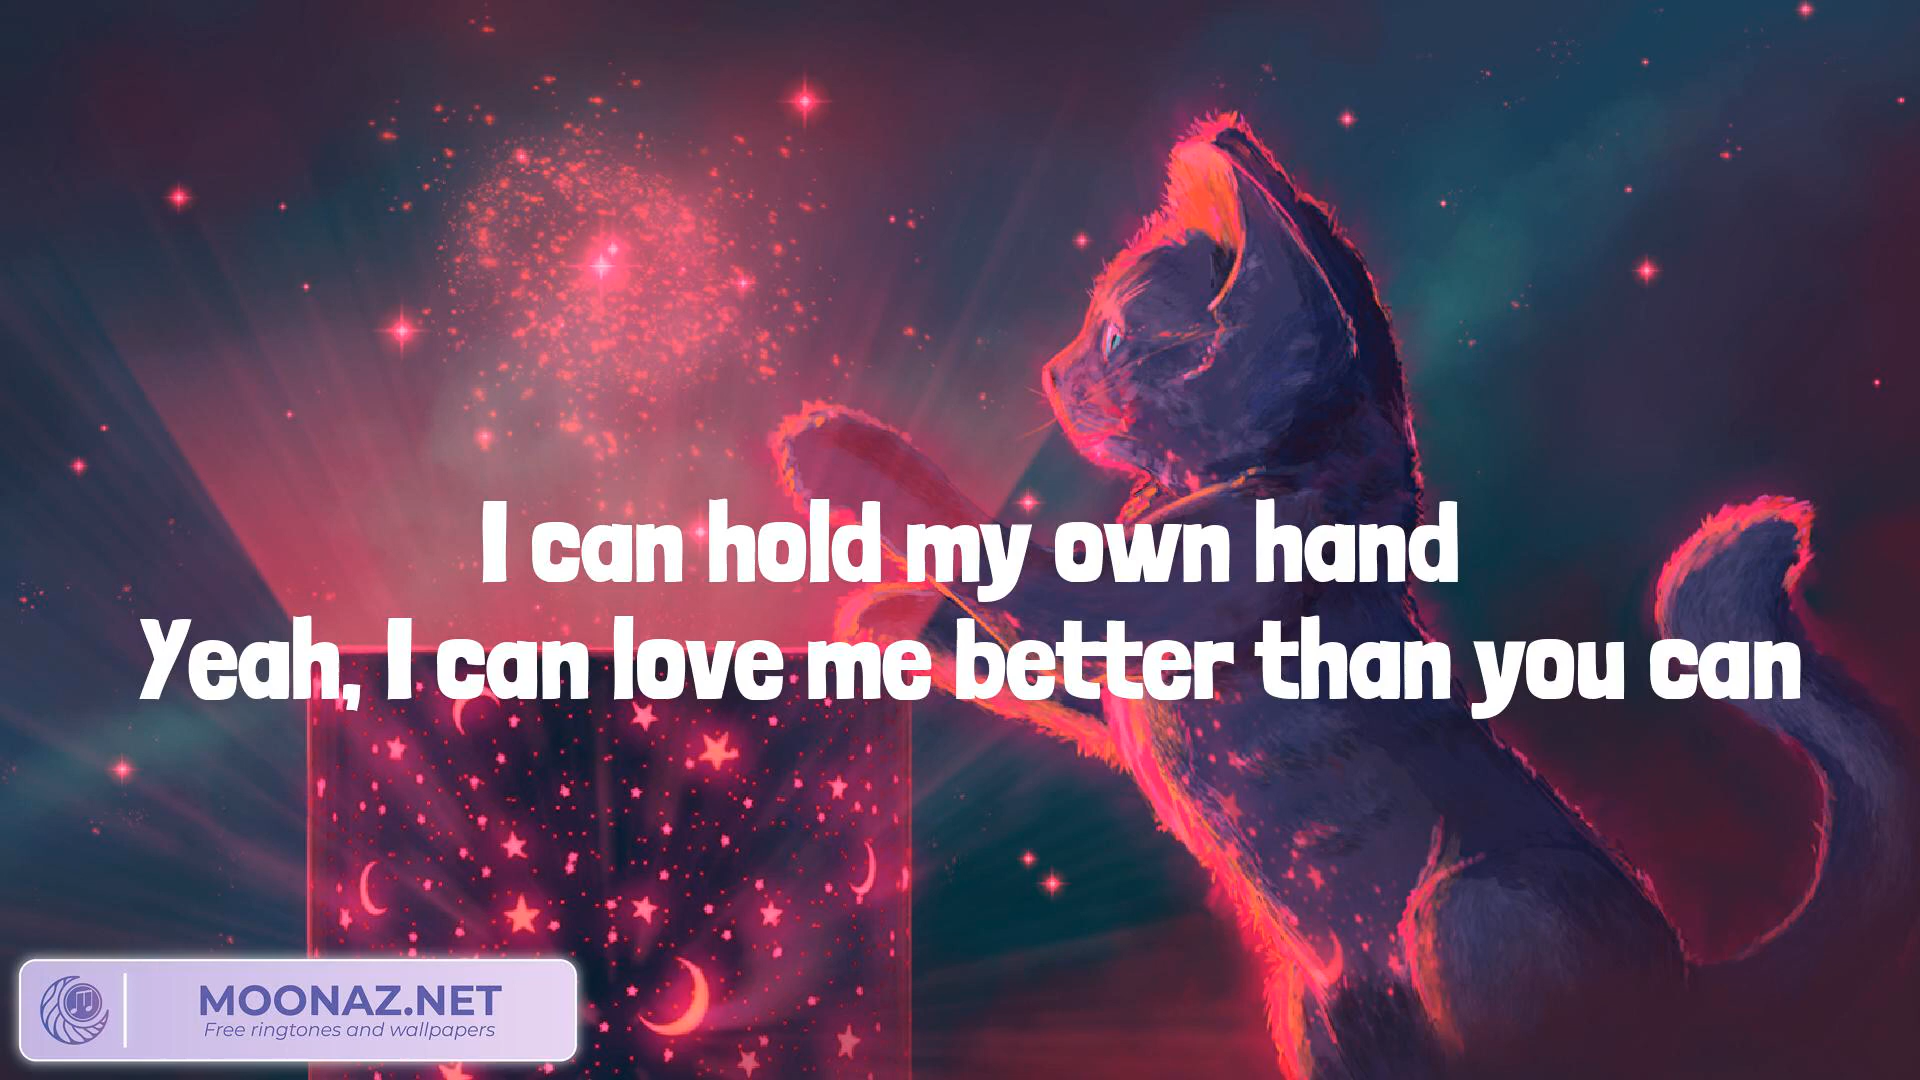 I can hold my own hand
Yeah, I can love me better than you can
MOONAZ.NET
Free ringtones and wallpapers